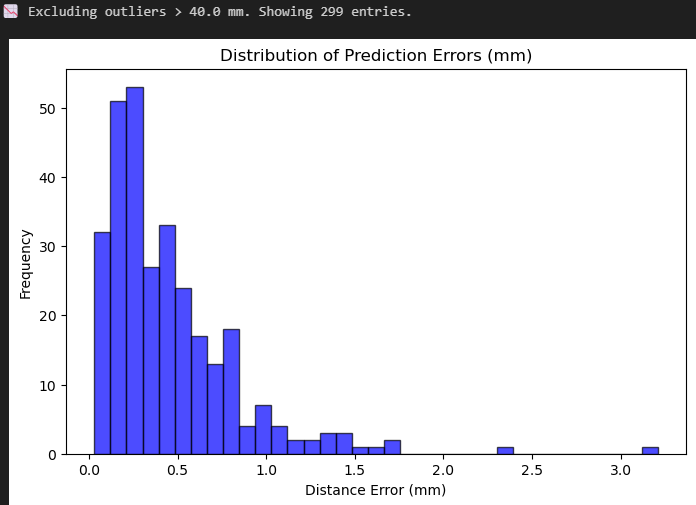 Excluding outliers > 40.0 mm. Showing 299 entries.
Distribution of Prediction Errors (mm)
50
40
30
20
10
0
Frequency
0.0 0.5 1.0 1.5 2.0 2.5 3.0
Distance Error (mm)